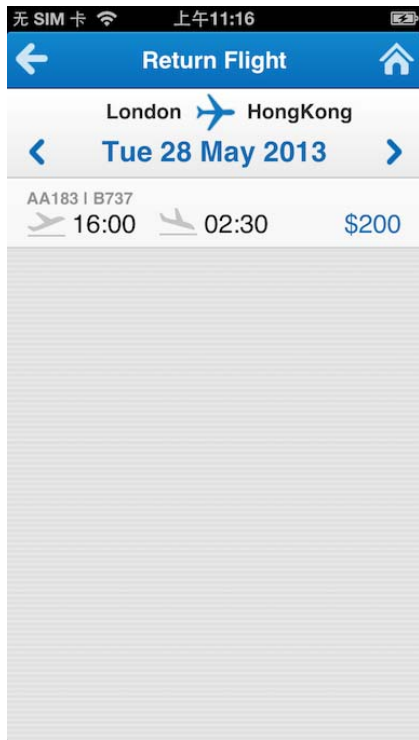 无 SIM 卡 上午11:16
Return Flight
London HongKong
Tue 28 May 2013
AA183 | B737
16:00 02:30 $200